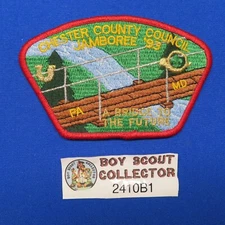 CHESTER COUNTY COUNCIL
JAMBOREE '93
PA
MD
A BRIDGE TO
THE FUTURE
BOY SCOUT
COLLECTOR
2410B1